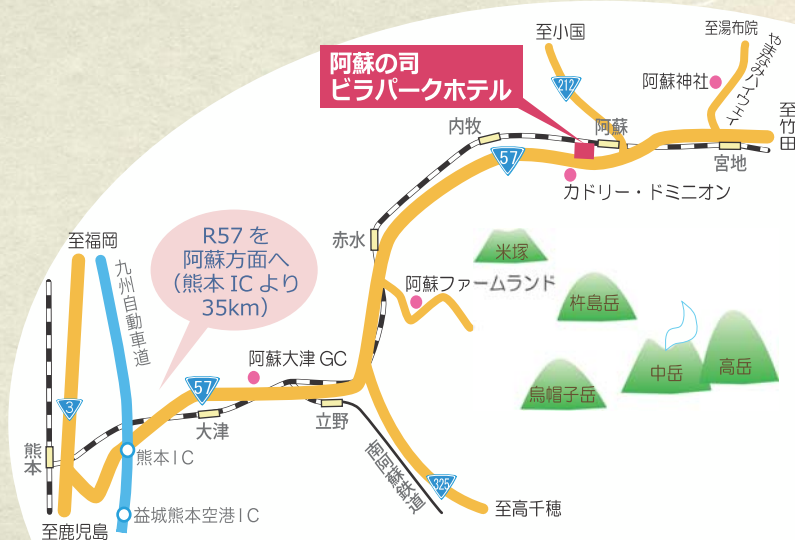 至小国
至湯布院
やまなみハイウェイ
阿蘇の司
ビラパークホテル
212
阿蘇神社
至竹田
内牧
阿蘇
宮地
57
カドリー・ドミニオン
赤水
米塚
至福岡
九州自動車道
R57 を
阿蘇方面へ
(熊本 IC より
35km)
阿蘇ファームランド
杵島岳
中岳
高岳
烏帽子岳
阿蘇大津 GC
57
3
大津
立野
熊本
熊本IC
南阿蘇鉄道
325
至高千穂
益城熊本空港IC
至鹿児島